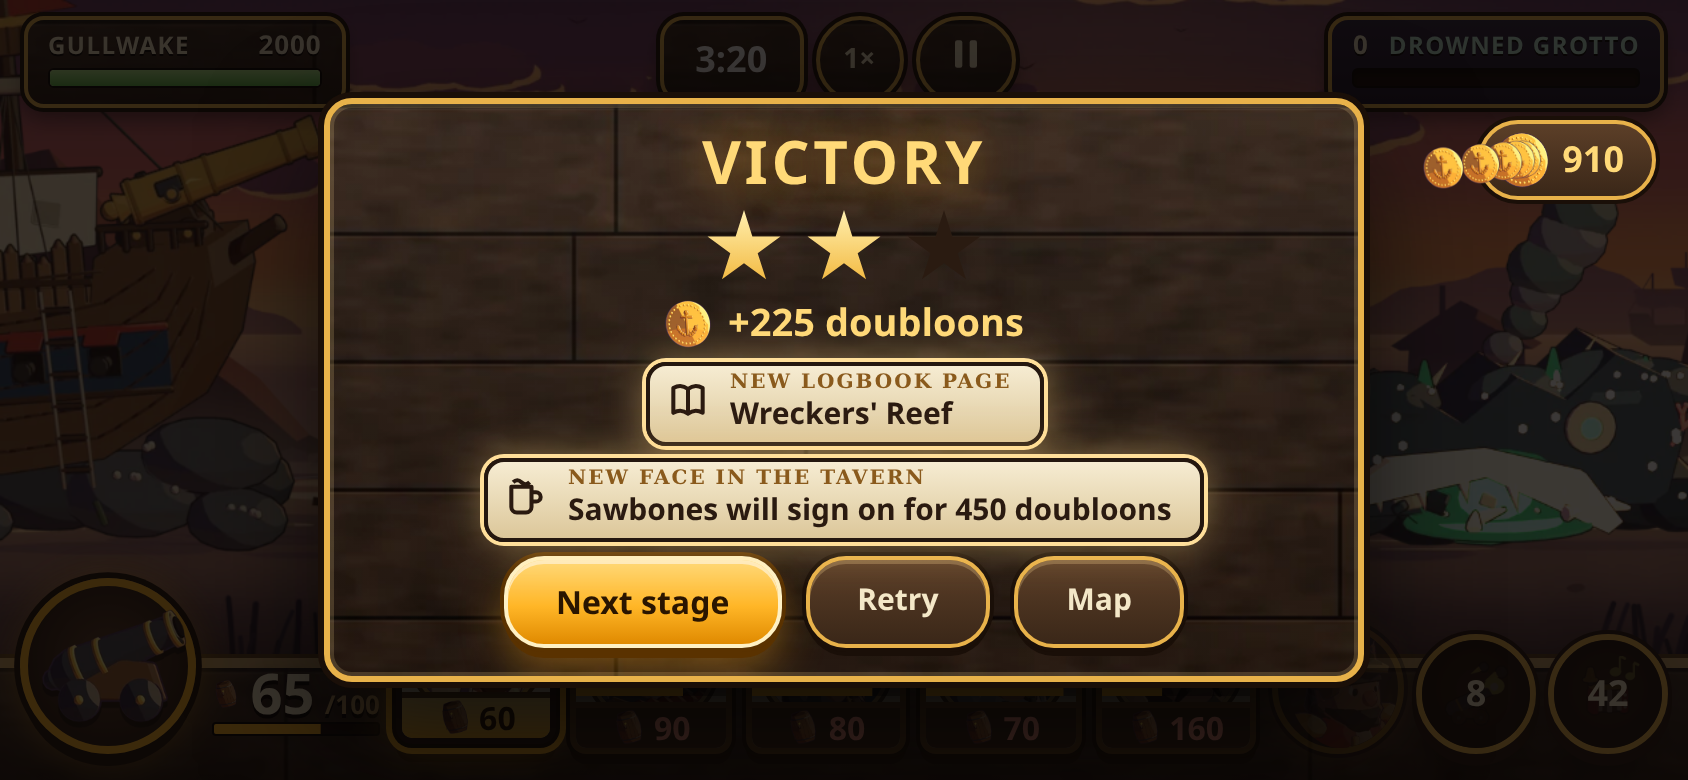 GULLWAKE 2000
3:20
1×
0 DROWNED GROTTO
910
VICTORY
+225 doubloons
NEW LOGBOOK PAGE
Wreckers' Reef
NEW FACE IN THE TAVERN
Sawbones will sign on for 450 doubloons
Next stage
Retry
Map
65 /100
60
90
80
70
160
8
42